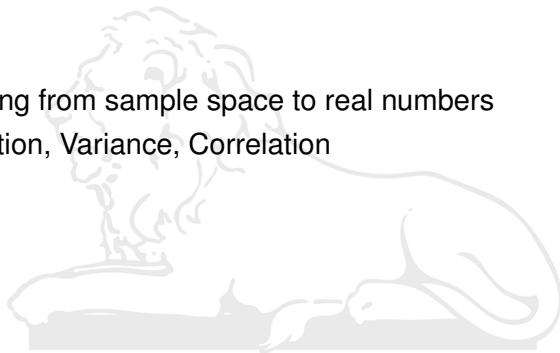 ng from sample space to real numbers
tion, Variance, Correlation